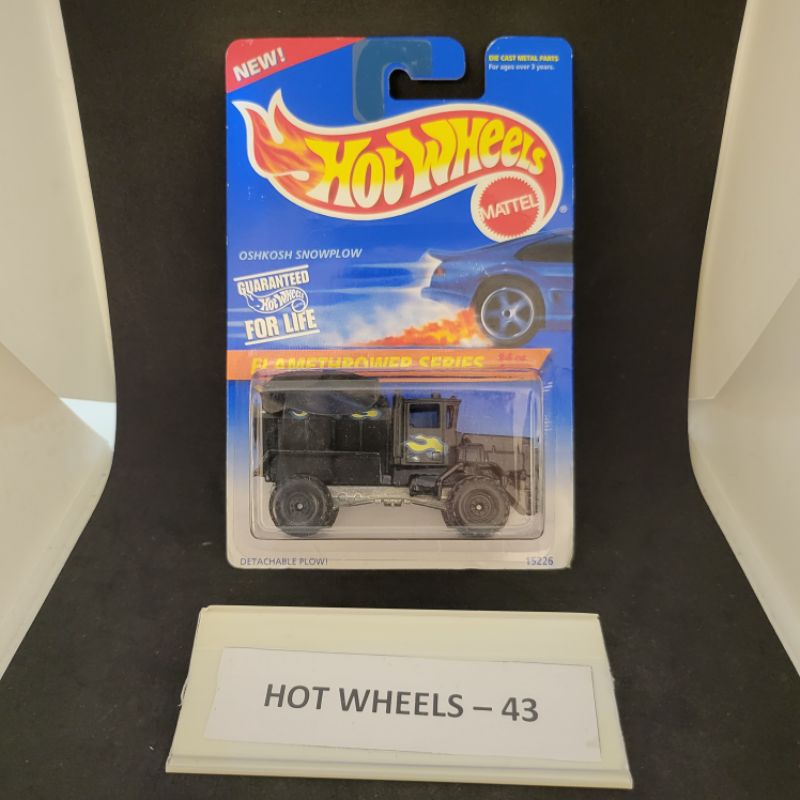 NEW!
DIE CAST METAL PARTS
For ages over 3 years.
HOT WHEELS
MATTEL
®
OSHKOSH SNOWPLOW
GUARANTEED
HOT WHEELS
FOR LIFE
FLAMETHROWER SERIES
DETACHABLE PLOW!
15226
HOT WHEELS – 43